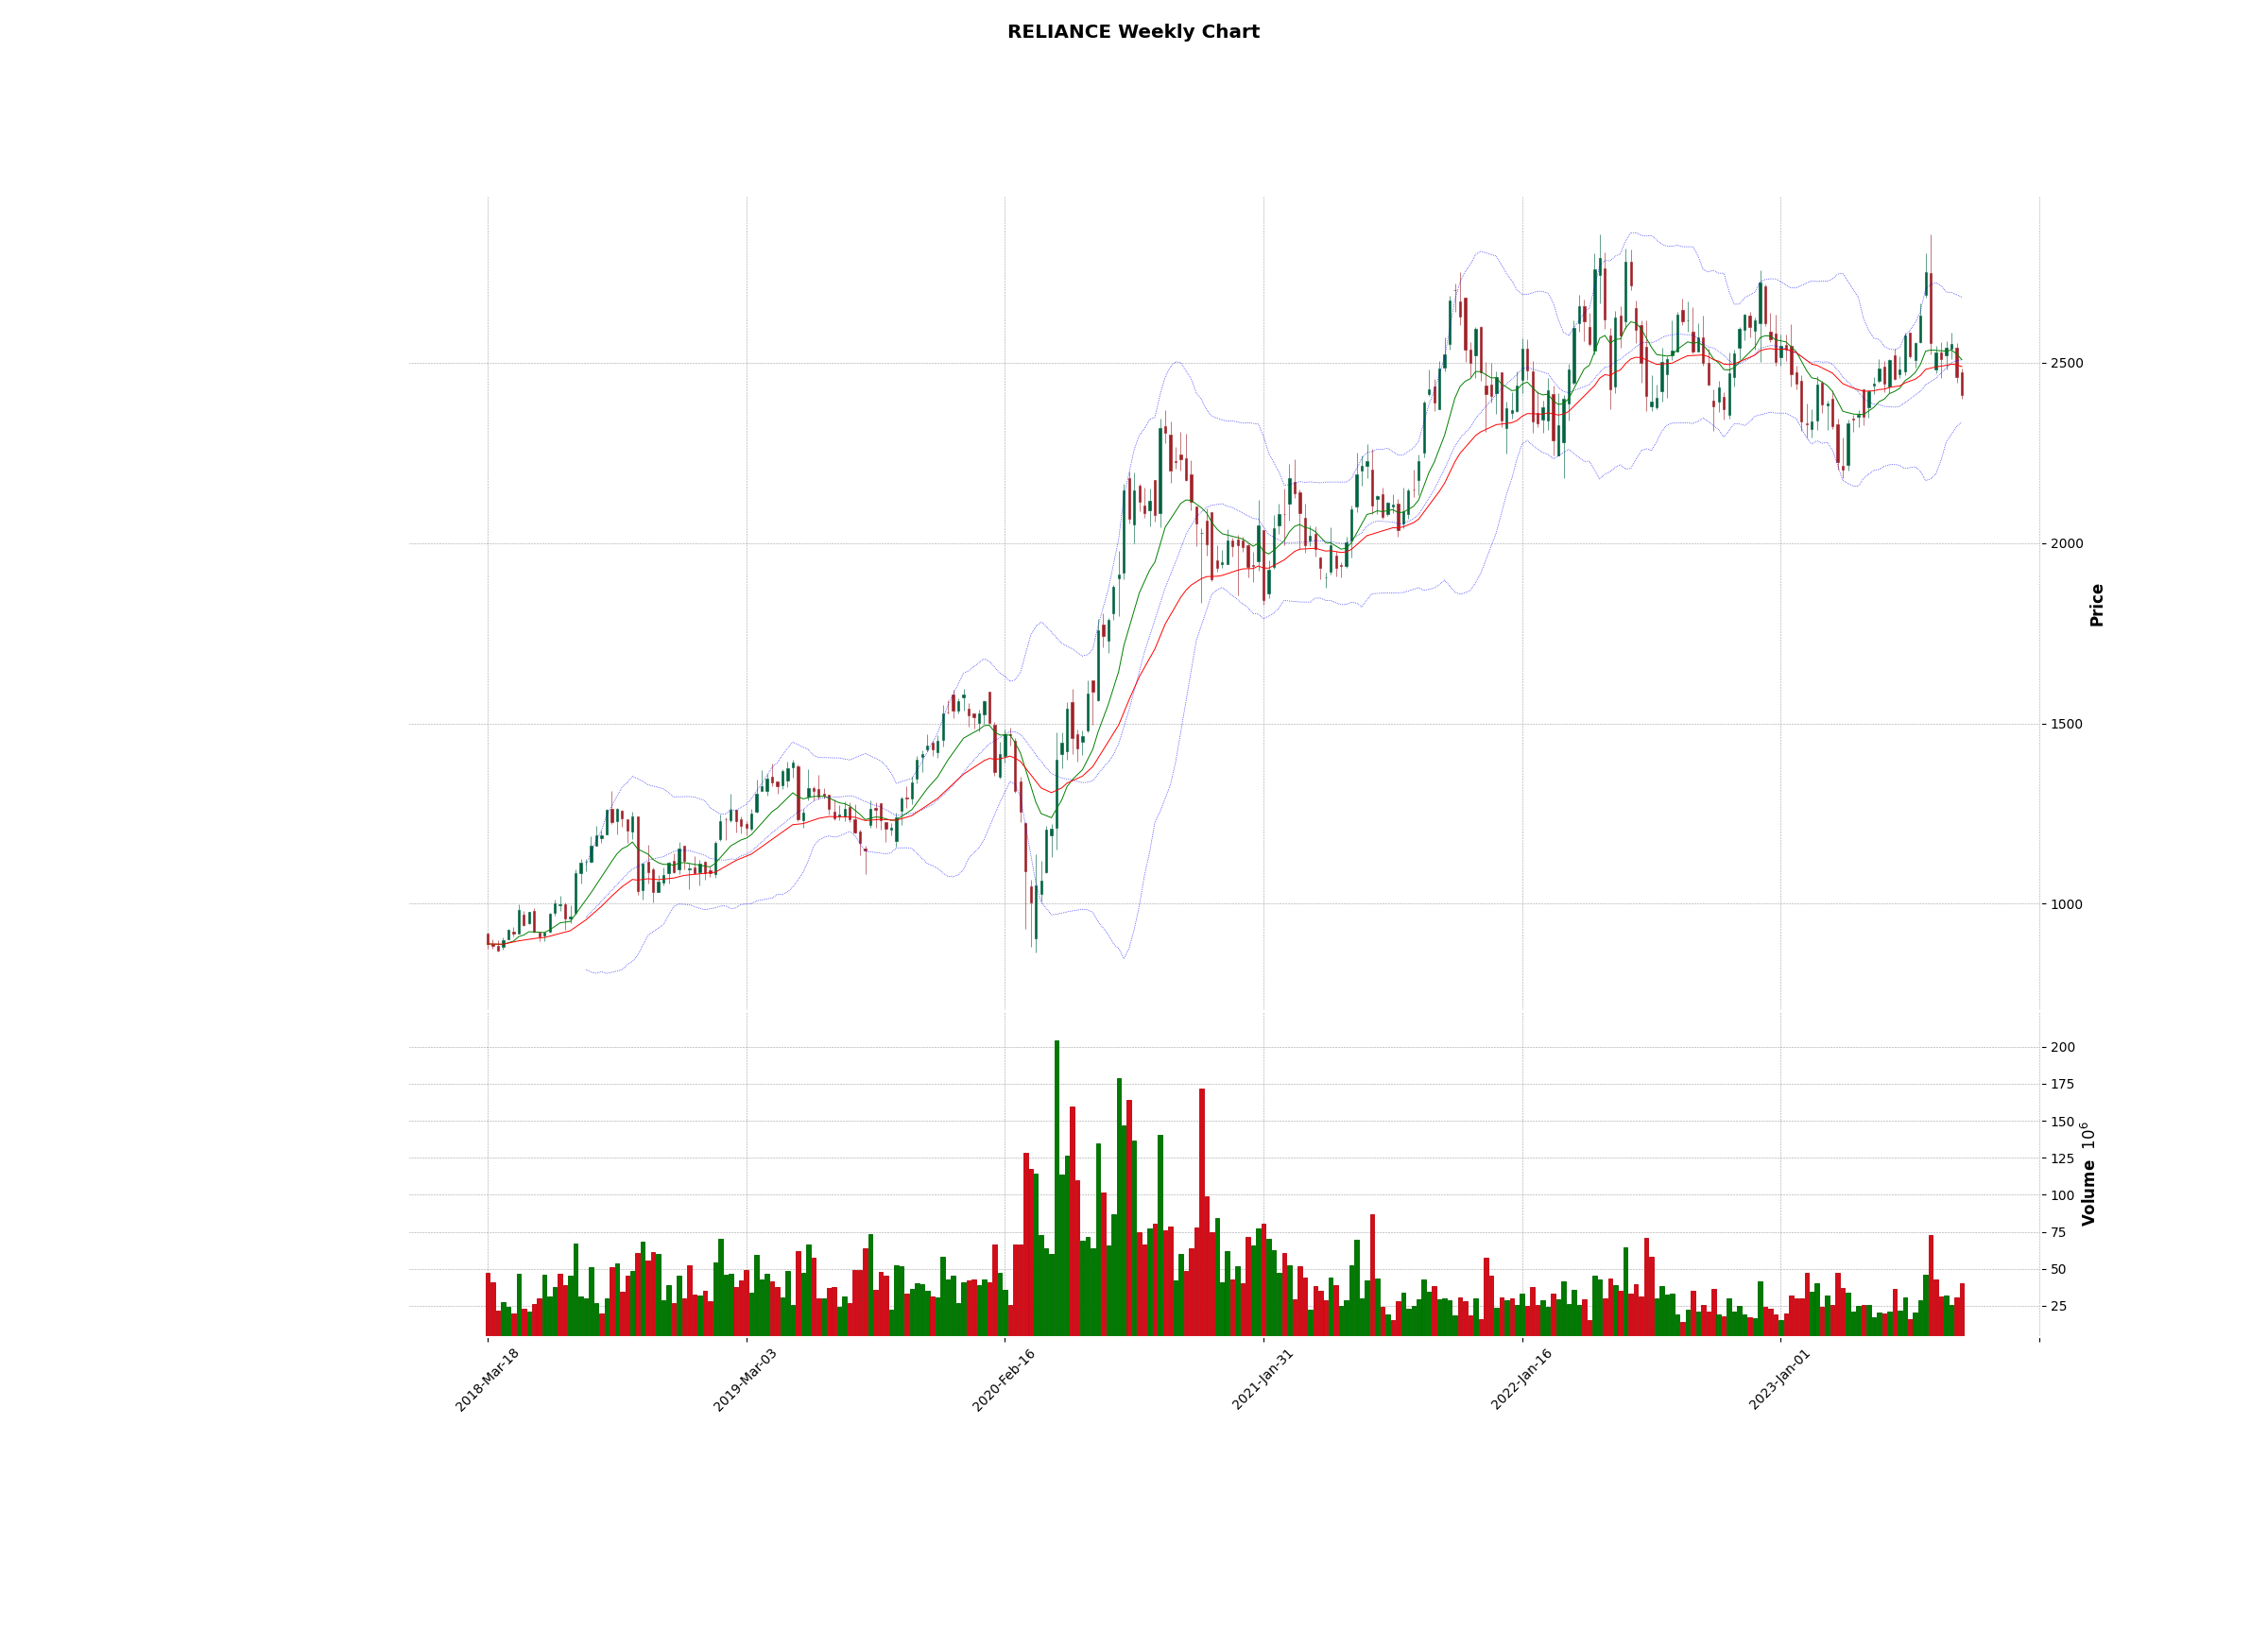 RELIANCE Weekly Chart
2500
2000
1500
1000
Price
200
175
150
125
100
75
50
25
Volume 10^6
2018-Mar-18
2019-Mar-03
2020-Feb-16
2021-Jan-31
2022-Jan-16
2023-Jan-01